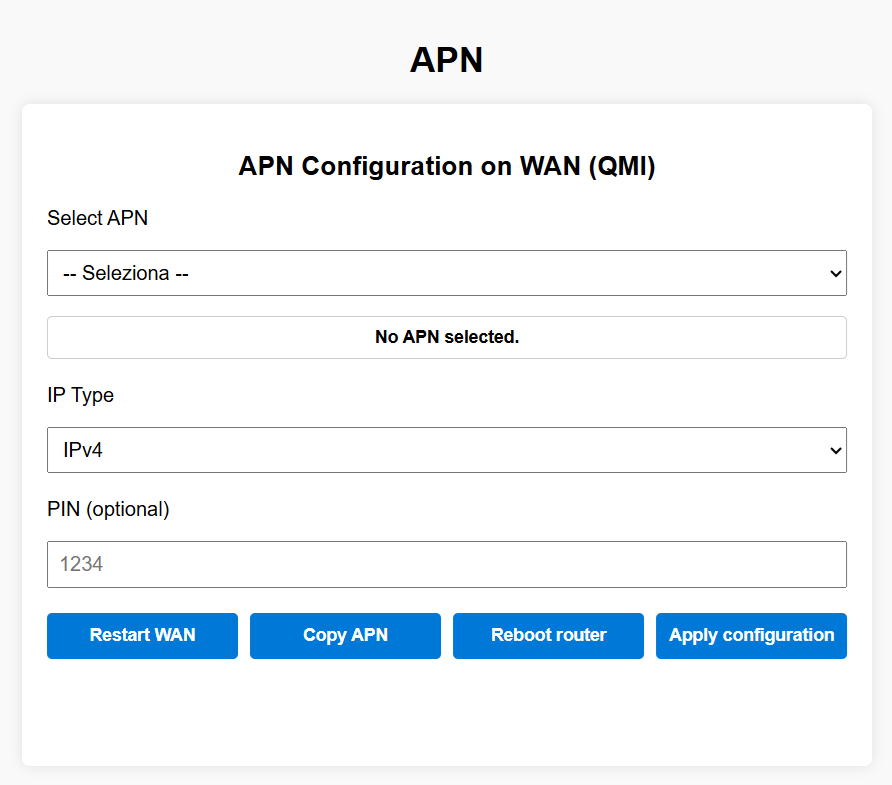 APN
APN Configuration on WAN (QMI)
Select APN
-- Seleziona --
No APN selected.
IP Type
IPv4
PIN (optional)
1234
Restart WAN
Copy APN
Reboot router
Apply configuration